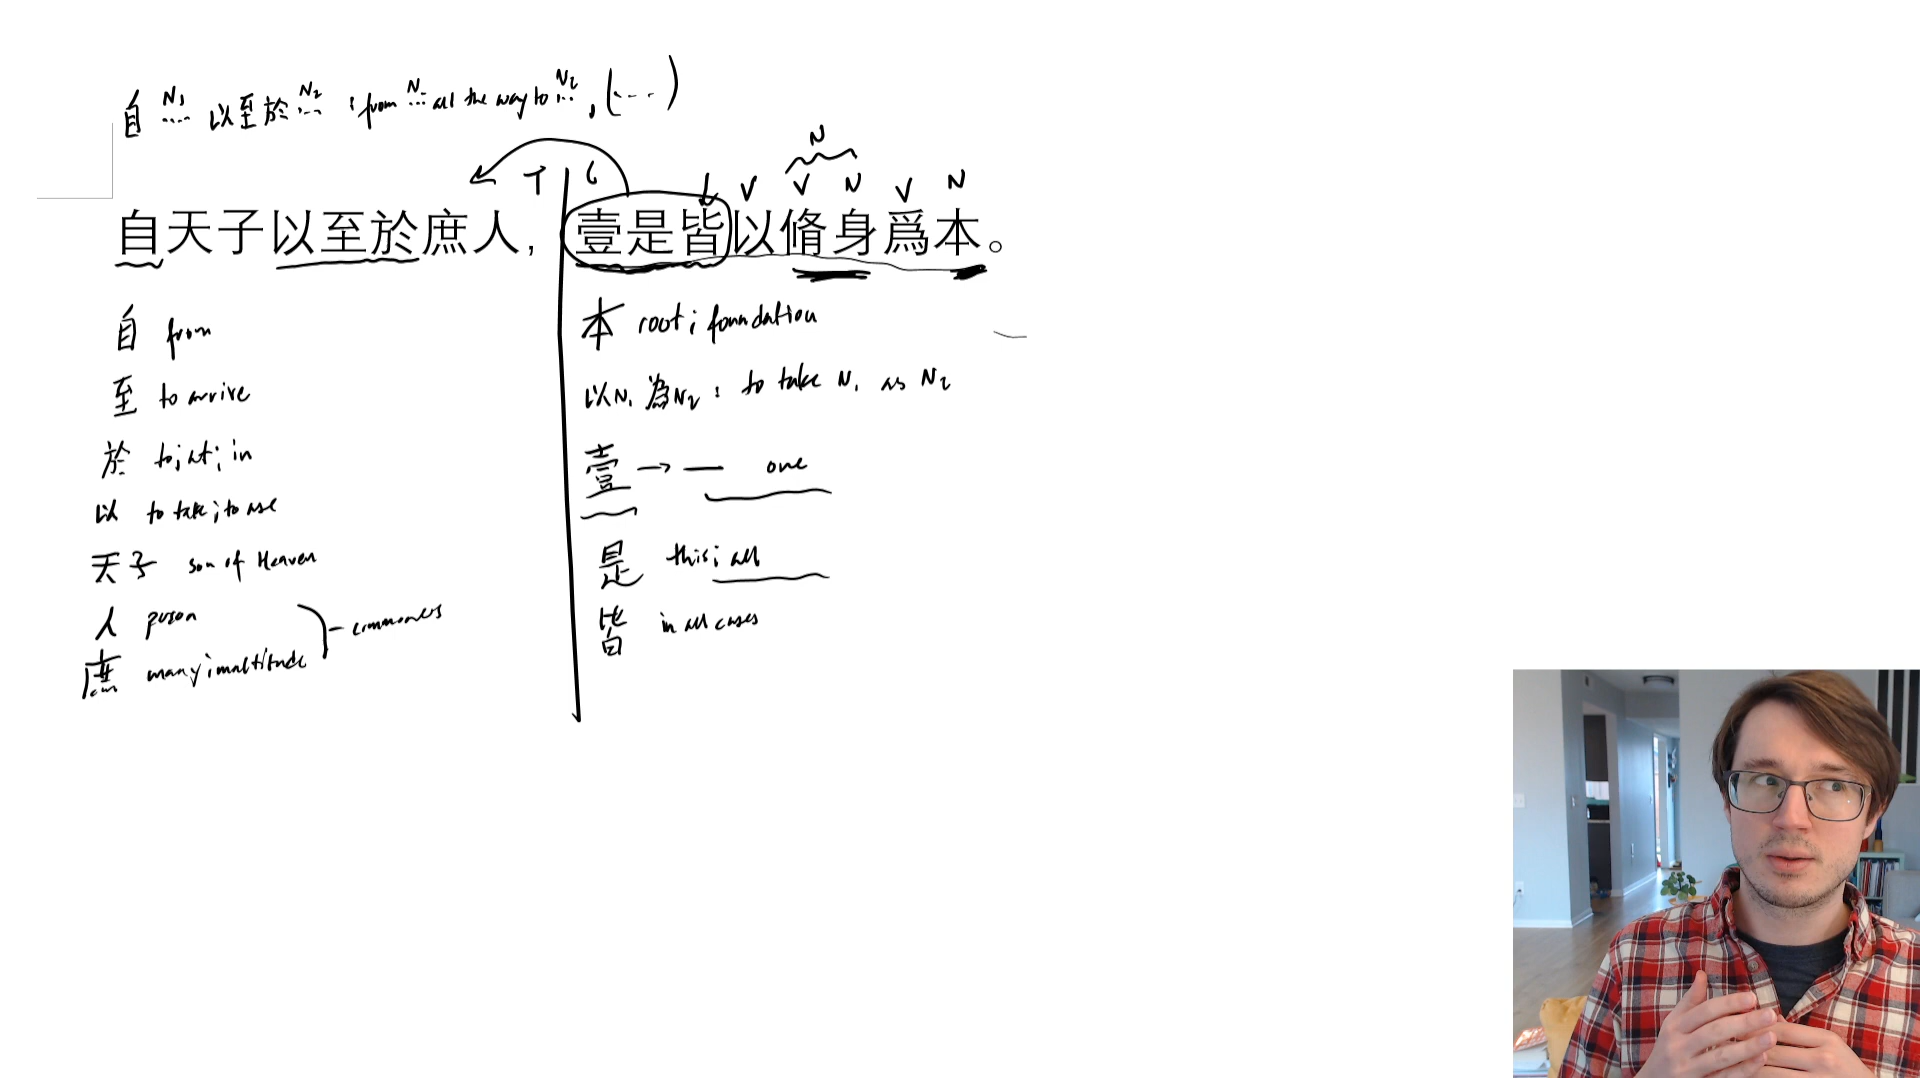 自 N1 .... 以至於 N2 ... : from N ... all the way to N2 ..., (....)
N
T C V V N V N
自天子以至於庶人, 壹是皆以脩身爲本。
自 from
至 to arrive
於 to; at; in
以 to take; to use
天子 son of Heaven
人 person
庶 many; multitude
commoners
本 root; foundation
以N1 為N2 : to take N1 as N2
壹 → 一 one
是 this; all
皆 in all cases